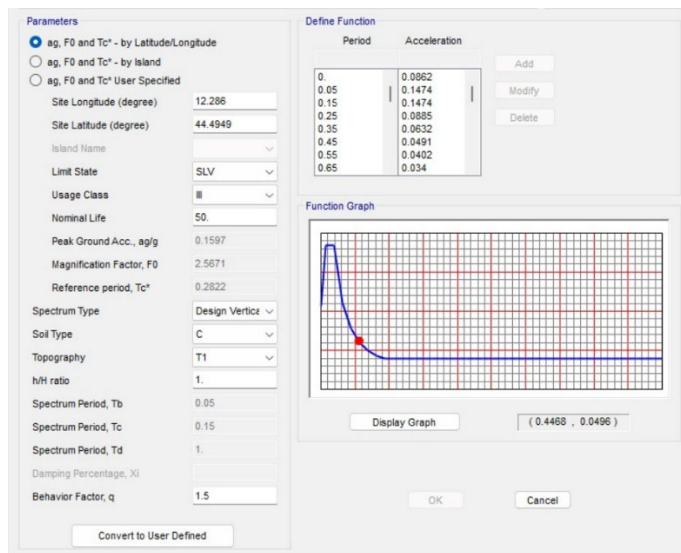 Parameters
ag, F0 and Tc* - by Latitude/Longitude
ag, F0 and Tc* - by Island
ag, F0 and Tc* User Specified
Site Longitude (degree) 12.286
Site Latitude (degree) 44.4949
Island Name
Limit State SLV
Usage Class III
Nominal Life 50.
Peak Ground Acc., ag/g 0.1597
Magnification Factor, F0 2.5671
Reference period, Tc* 0.2822
Spectrum Type Design Vertica
Soil Type C
Topography T1
h/H ratio 1.
Spectrum Period, Tb 0.05
Spectrum Period, Tc 0.15
Spectrum Period, Td 1.
Damping Percentage, Xi
Behavior Factor, q 1.5
Convert to User Defined
Define Function
Period Acceleration
0. 0.0862
0.05 0.1474
0.15 0.1474
0.25 0.0885
0.35 0.0632
0.45 0.0491
0.55 0.0402
0.65 0.034
Add
Modify
Delete
Function Graph
Display Graph ( 0.4468 , 0.0496 )
OK Cancel